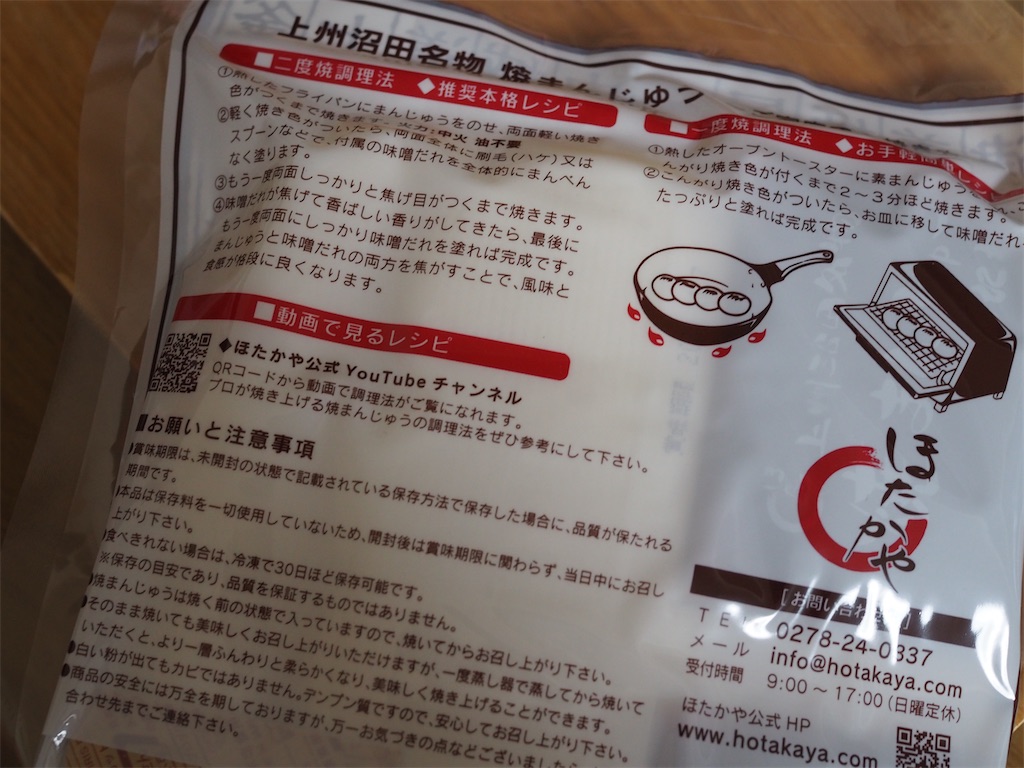 上州沼田名物 焼まんじゅう
■二度焼調理法 ◆推奨本格レシピ
①熱したフライパンにまんじゅうをのせ、両面軽い焼き
色がつくまで焼きます。 油不要
②軽く焼き色がついたら、両面全体に刷毛(ハケ)又は
スプーンなどで、付属の味噌だれを全体的にまんべん
なく塗ります。
③もう一度両面しっかりと焦げ目がつくまで焼きます。
④味噌だれが焦げて香ばしい香りがしてきたら、最後に
もう一度両面にしっかり味噌だれを塗れば完成です。
まんじゅうと味噌だれの両方を焦がすことで、風味と
食感が格段に良くなります。
■一度焼調理法 ◆お手軽簡単レシピ
①熱したオーブントースターに素まんじゅう
んがり焼き色が付くまで2〜3分ほど焼きます。
②こんがり焼き色がついたら、お皿に移して味噌だれ
たっぷりと塗れば完成です。
■動画で見るレシピ
◆ほたかや公式 YouTube チャンネル
QRコードから動画で調理法がご覧になれます。
プロが焼き上げる焼まんじゅうの調理法をぜひ参考にして下さい。
■お願いと注意事項
●賞味期限は、未開封の状態で記載されている保存方法で保存した場合に、品質が保たれる
期間です。
●本品は保存料を一切使用していないため、開封後は賞味期限に関わらず、当日中にお召し
上がり下さい。
●食べきれない場合は、冷凍で30日ほど保存可能です。
※保存の目安であり、品質を保証するものではありません。
●焼まんじゅうは焼く前の状態で入っていますので、焼いてからお召し上がり下さい。
●そのまま焼いても美味しくお召し上がりいただけますが、一度蒸し器で蒸してから焼いて
いただくと、より一層ふんわりと柔らかくなり、美味しく焼き上げることができます。
●白い粉が出てもカビではありません。デンプン質ですので、安心してお召し上がり下さい。
●商品の安全には万全を期しておりますが、万一お気づきの点などございましたら
合わせ先までご連絡下さい。
ほたかや
[お問い合わせ
TEL 0278-24-0337
メール info@hotakaya.com
受付時間 9:00〜17:00(日曜定休)
ほたかや公式 HP
www.hotakaya.com